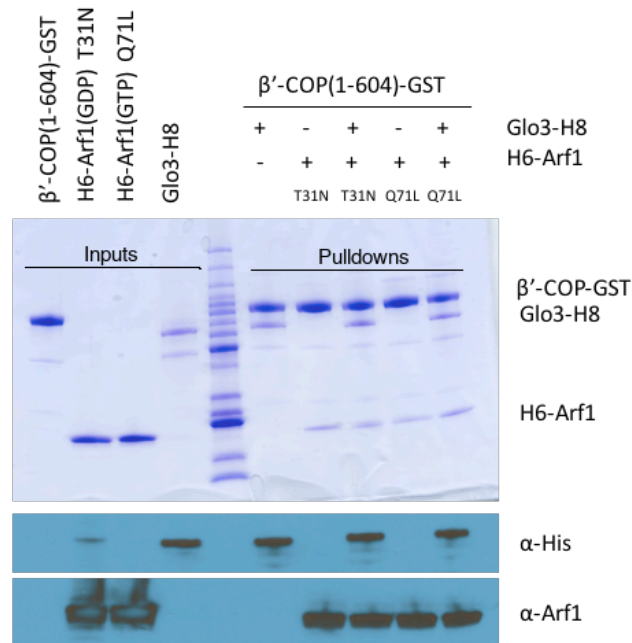 β’-COP(1-604)-GST
H6-Arf1(GDP) T31N
H6-Arf1(GTP) Q71L
Glo3-H8
β’-COP(1-604)-GST
+ - + - + Glo3-H8
- + + + + H6-Arf1
T31N T31N Q71L Q71L
Inputs Pulldowns
β’-COP-GST
Glo3-H8
H6-Arf1
α-His
α-Arf1